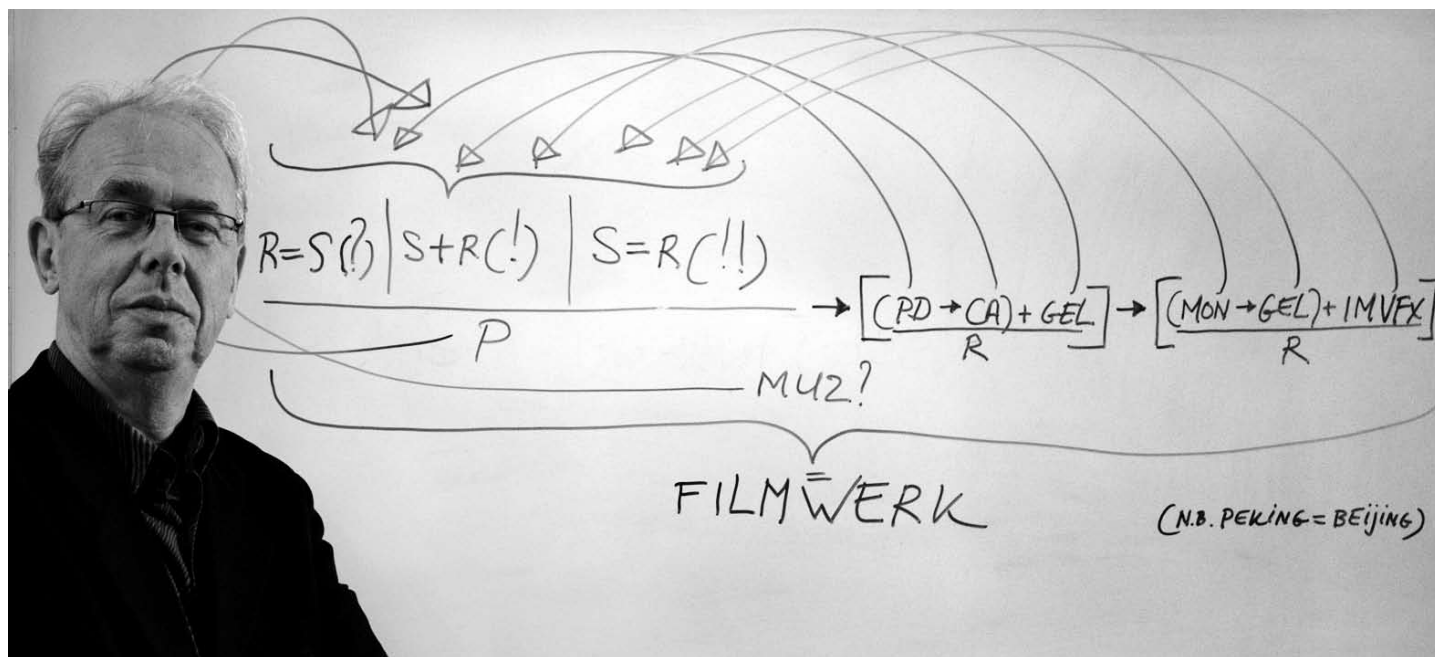 R=S(?) | S+R(!) | S=R(!!)
P
→ [(PD→CA)+GEL] → [(MON→GEL)+IMVFX]
R R
MUZ?
=
FILMWERK
(N.B. PEKING=BEijING)